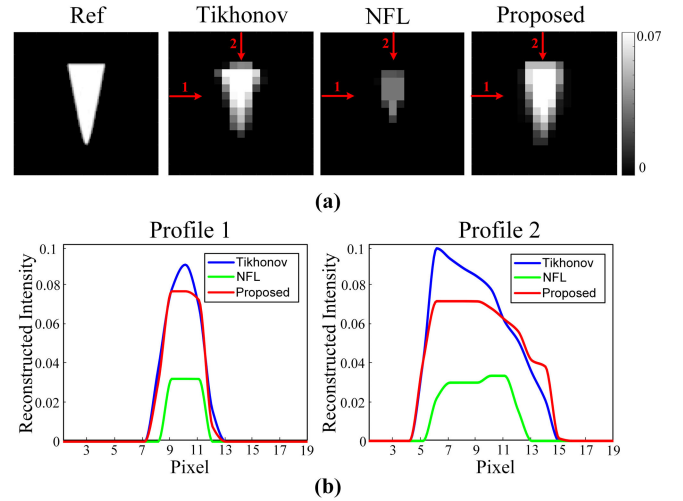 Ref Tikhonov NFL Proposed
2 2 2 0.07
1 1 1
0
(a)
Profile 1 Profile 2
Reconstructed Intensity
0.1
0.08
0.06
0.04
0.02
0
Tikhonov
NFL
Proposed
3 5 7 9 11 13 15 17 19
Pixel
Reconstructed Intensity
0.1
0.08
0.06
0.04
0.02
0
Tikhonov
NFL
Proposed
3 5 7 9 11 13 15 17 19
Pixel
(b)